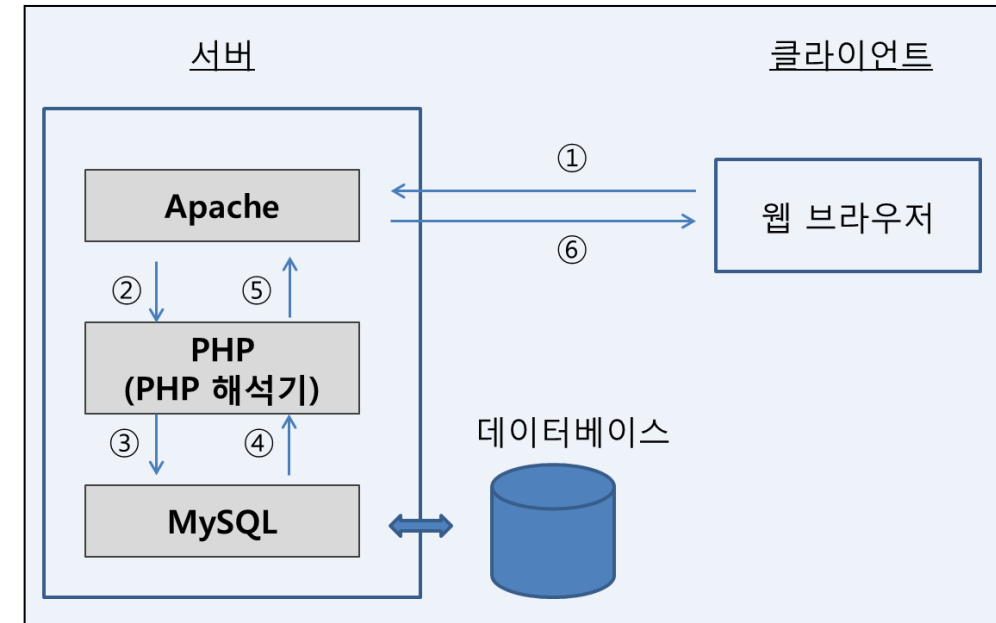 서버
클라이언트
①
Apache
웹 브라우저
⑥
②
⑤
PHP
(PHP 해석기)
③
④
데이터베이스
MySQL